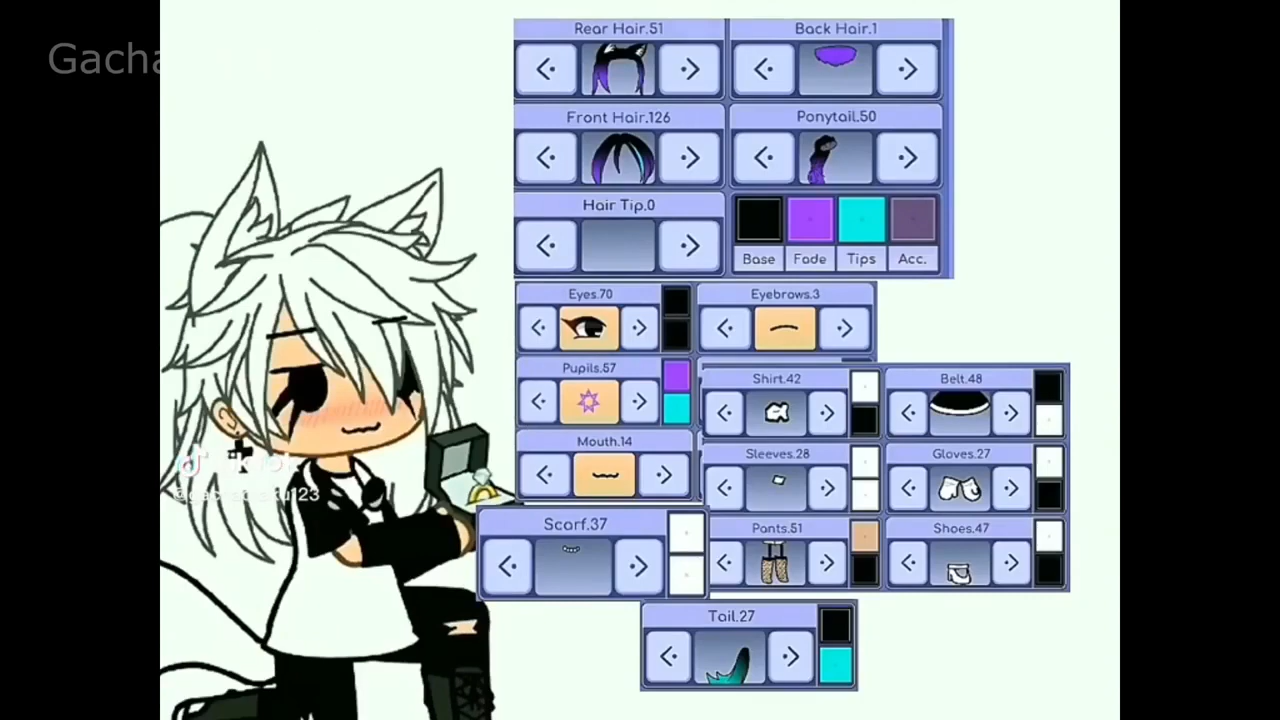 Gacha
Rear Hair.51
Back Hair.1
Front Hair.126
Ponytail.50
Hair Tip.0
Base
Fade
Tips
Acc.
Eyes.70
Eyebrows.3
Pupils.57
Shirt.42
Belt.48
Mouth.14
Sleeves.28
Gloves.27
Scarf.37
Pants.51
Shoes.47
Tail.27